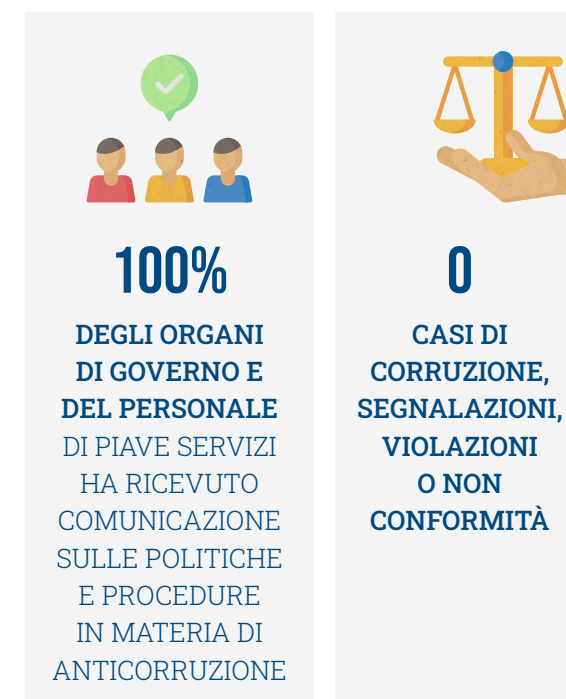 100%
DEGLI ORGANI
DI GOVERNO E
DEL PERSONALE
DI PIAVE SERVIZI
HA RICEVUTO
COMUNICAZIONE
SULLE POLITICHE
E PROCEDURE
IN MATERIA DI
ANTICORRUZIONE
0
CASI DI
CORRUZIONE,
SEGNALAZIONI,
VIOLAZIONI
O NON
CONFORMITÀ